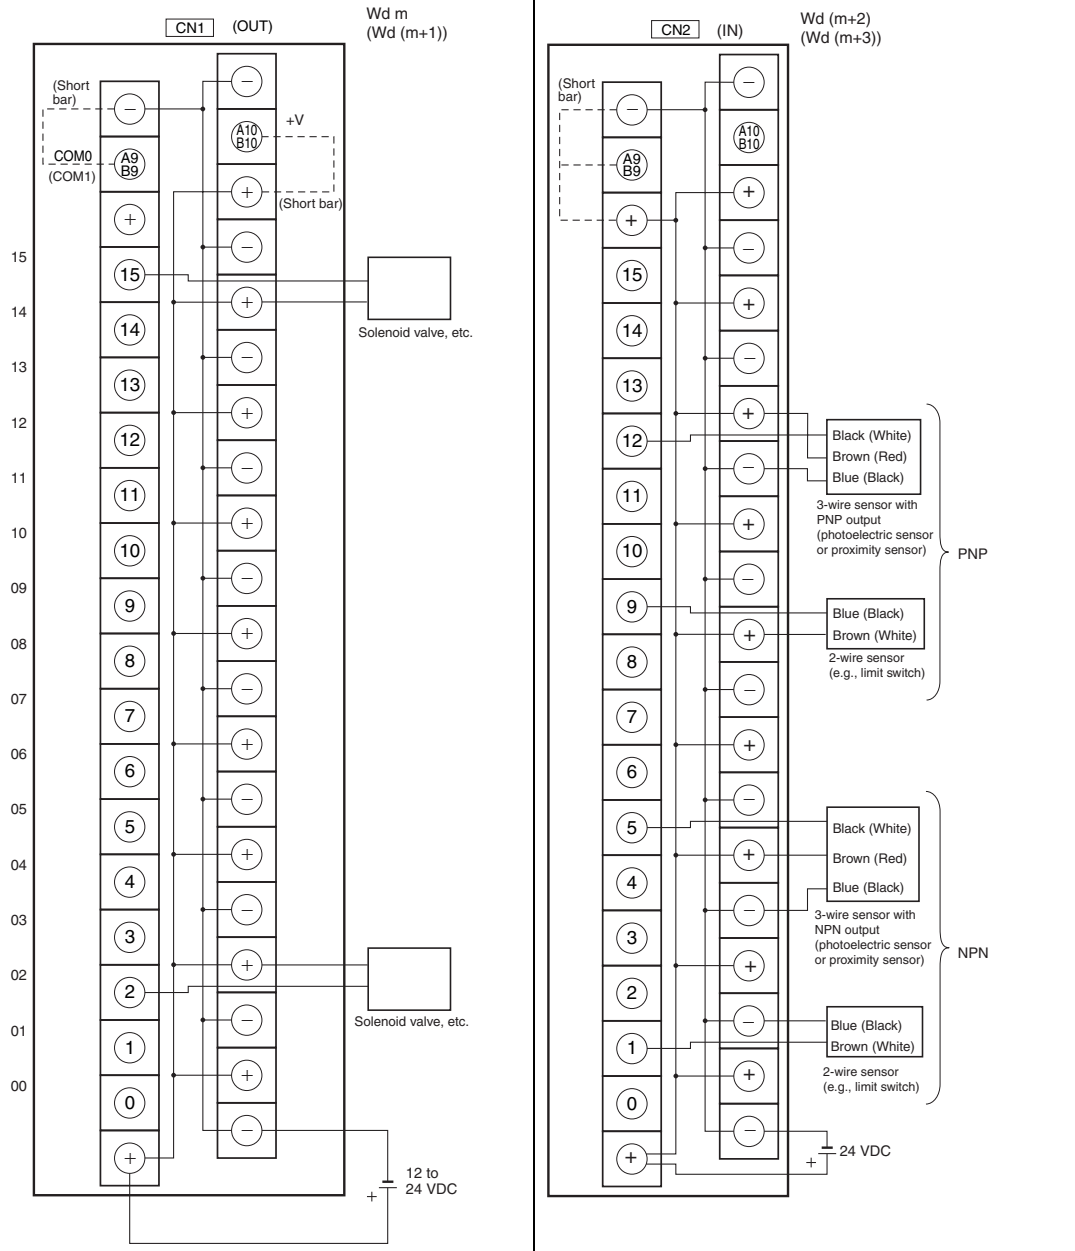 CN1 (OUT)
Wd m
(Wd (m+1))
(Short
bar)
−
−
A10
B10
+V
COM0
(COM1)
A9
B9
+
(Short bar)
+
−
15
15
+
Solenoid valve, etc.
14
14
−
13
13
+
12
12
−
11
11
+
10
10
−
09
9
+
08
8
−
07
7
+
06
6
−
05
5
+
04
4
−
03
3
+
02
2
−
Solenoid valve, etc.
01
1
+
00
0
−
+
12 to
24 VDC
+
CN2 (IN)
Wd (m+2)
(Wd (m+3))
(Short
bar)
−
−
A10
B10
A9
B9
+
+
−
15
+
14
−
13
+
12
Black (White)
Brown (Red)
Blue (Black)
−
3-wire sensor with
PNP output
(photoelectric sensor
or proximity sensor)
11
+
10
−
PNP
9
Blue (Black)
Brown (White)
+
2-wire sensor
(e.g., limit switch)
8
−
7
+
6
−
5
Black (White)
Brown (Red)
Blue (Black)
+
4
−
3-wire sensor with
NPN output
(photoelectric sensor
or proximity sensor)
3
+
NPN
2
−
Blue (Black)
Brown (White)
1
+
2-wire sensor
(e.g., limit switch)
0
−
+
24 VDC
+